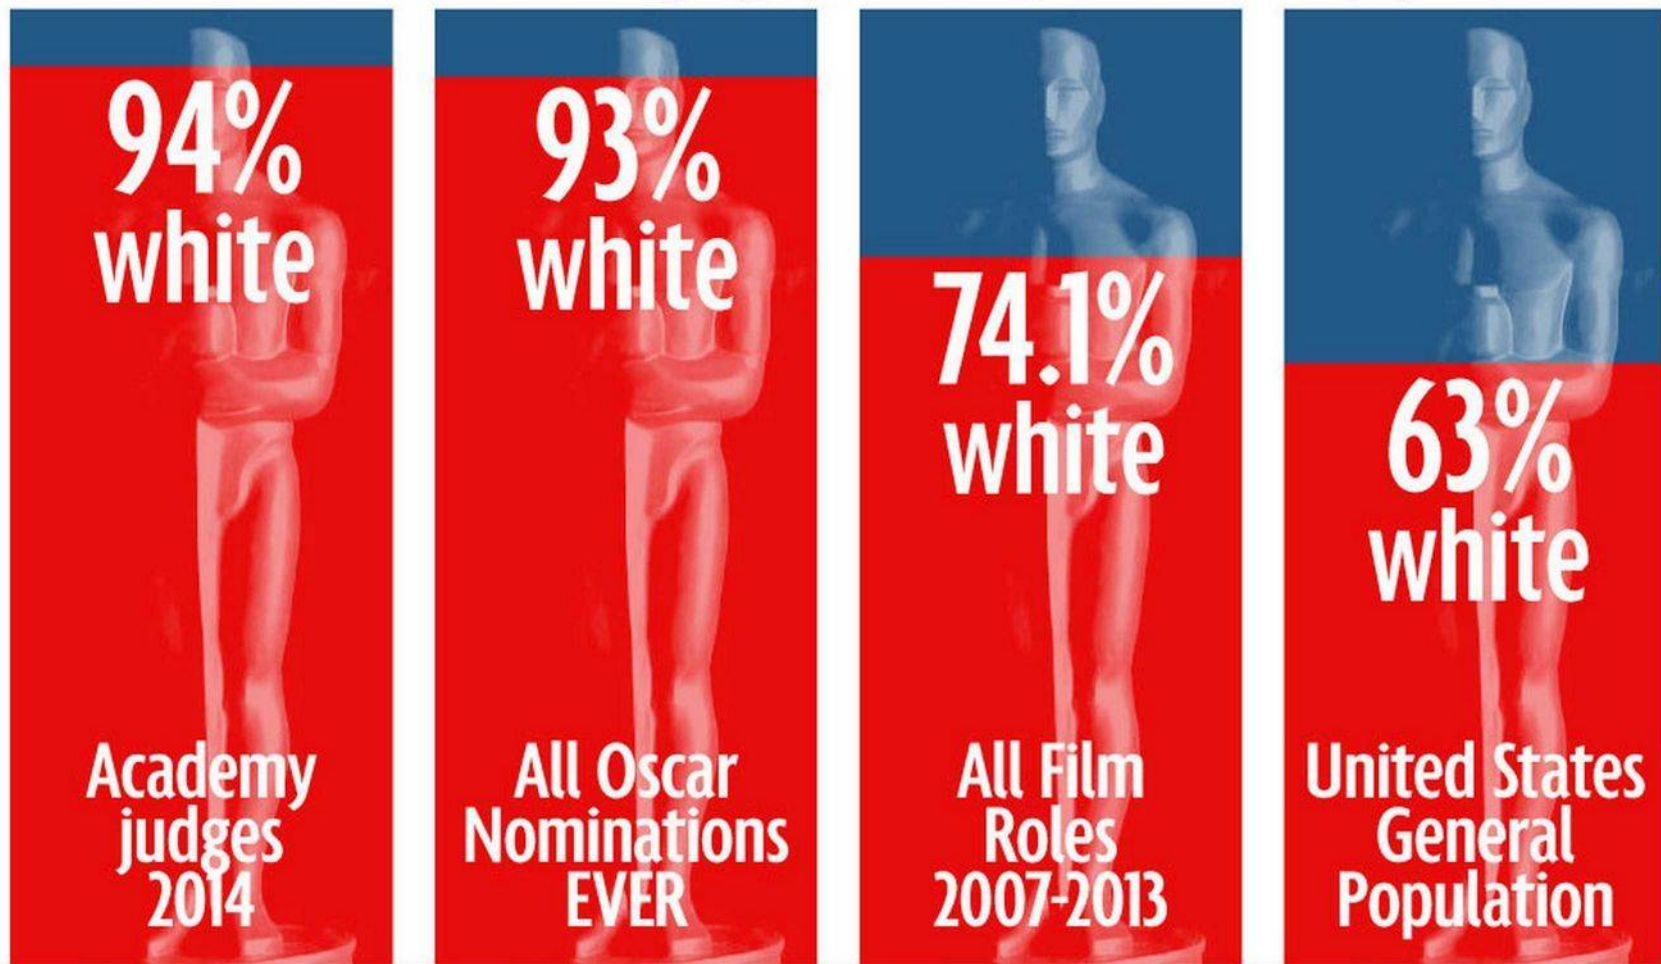 94%
white
Academy
judges
2014
93%
white
All Oscar
Nominations
EVER
74.1%
white
All Film
Roles
2007-2013
63%
white
United States
General
Population